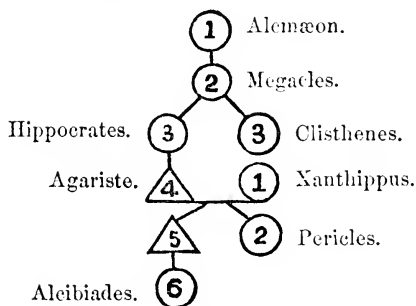 1 Alcmæon.
2 Megacles.
Hippocrates. 3 3 Clisthenes.
Agariste. 4. 1 Xanthippus.
5 2 Pericles.
Alcibiades. 6